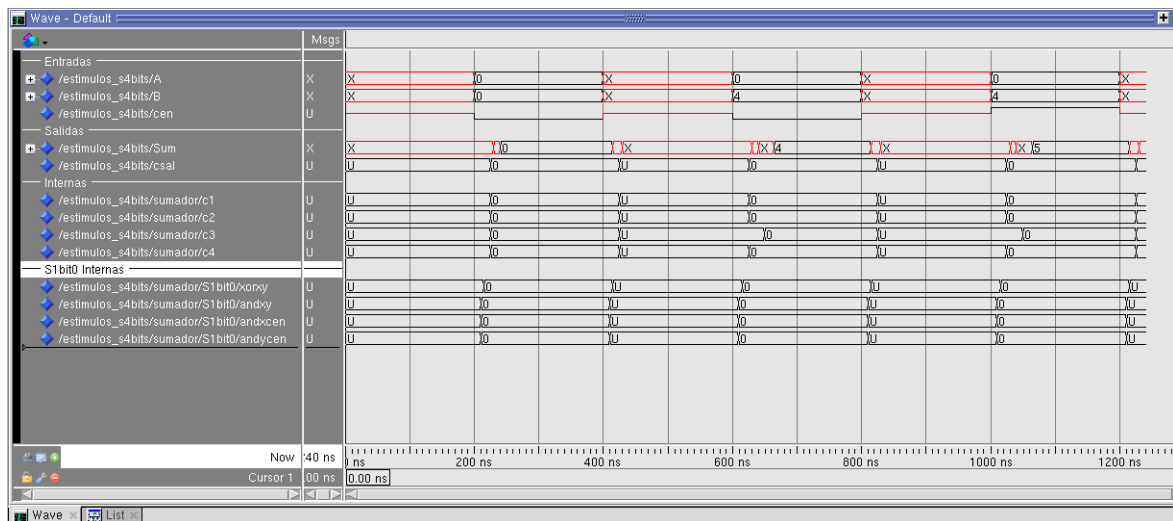 Wave - Default
Msgs
Entradas
/estimulos_s4bits/A X X 0 X 0 X 0 X
/estimulos_s4bits/B X X 0 X 4 X 4 X
/estimulos_s4bits/cen U
Salidas
/estimulos_s4bits/Sum X X 0 X X 4 X X 5
/estimulos_s4bits/csal U U 0 U 0 U 0
Internas
/estimulos_s4bits/sumador/c1 U U 0 U 0 U 0
/estimulos_s4bits/sumador/c2 U U 0 U 0 U 0
/estimulos_s4bits/sumador/c3 U U 0 U 0 U 0
/estimulos_s4bits/sumador/c4 U U 0 U 0 U 0
S1bit0 Internas
/estimulos_s4bits/sumador/S1bit0/xorxy U U 0 U 0 U 0 U
/estimulos_s4bits/sumador/S1bit0/andxy U U 0 U 0 U 0 U
/estimulos_s4bits/sumador/S1bit0/andxcen U U 0 U 0 U 0 U
/estimulos_s4bits/sumador/S1bit0/andycen U U 0 U 0 U 0 U
Now :40 ns ns 200 ns 400 ns 600 ns 800 ns 1000 ns 1200 ns
Cursor 1 .00 ns 0.00 ns
Wave List